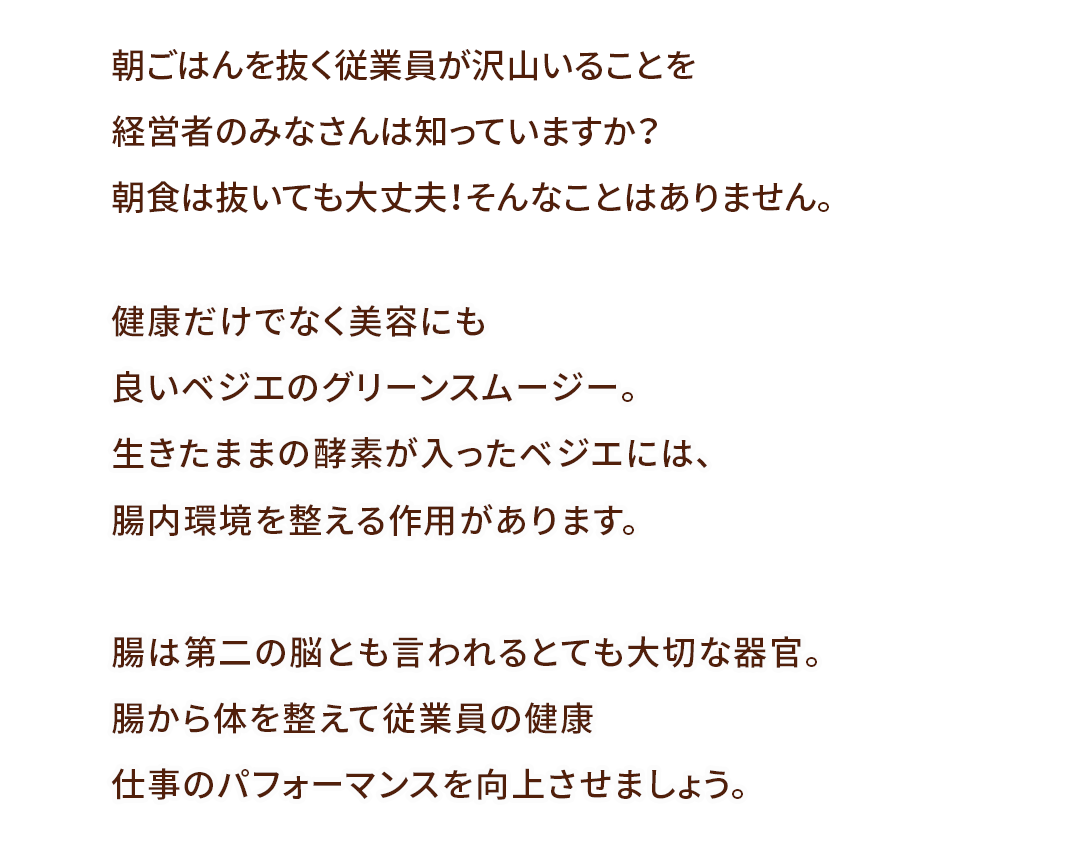 朝ごはんを抜く従業員が沢山いることを
経営者のみなさんは知っていますか?
朝食は抜いても大丈夫!そんなことはありません。
健康だけでなく美容にも
良いベジエのグリーンスムージー。
生きたままの酵素が入ったベジエには、
腸内環境を整える作用があります。
腸は第二の脳とも言われるとても大切な器官。
腸から体を整えて従業員の健康
仕事のパフォーマンスを向上させましょう。